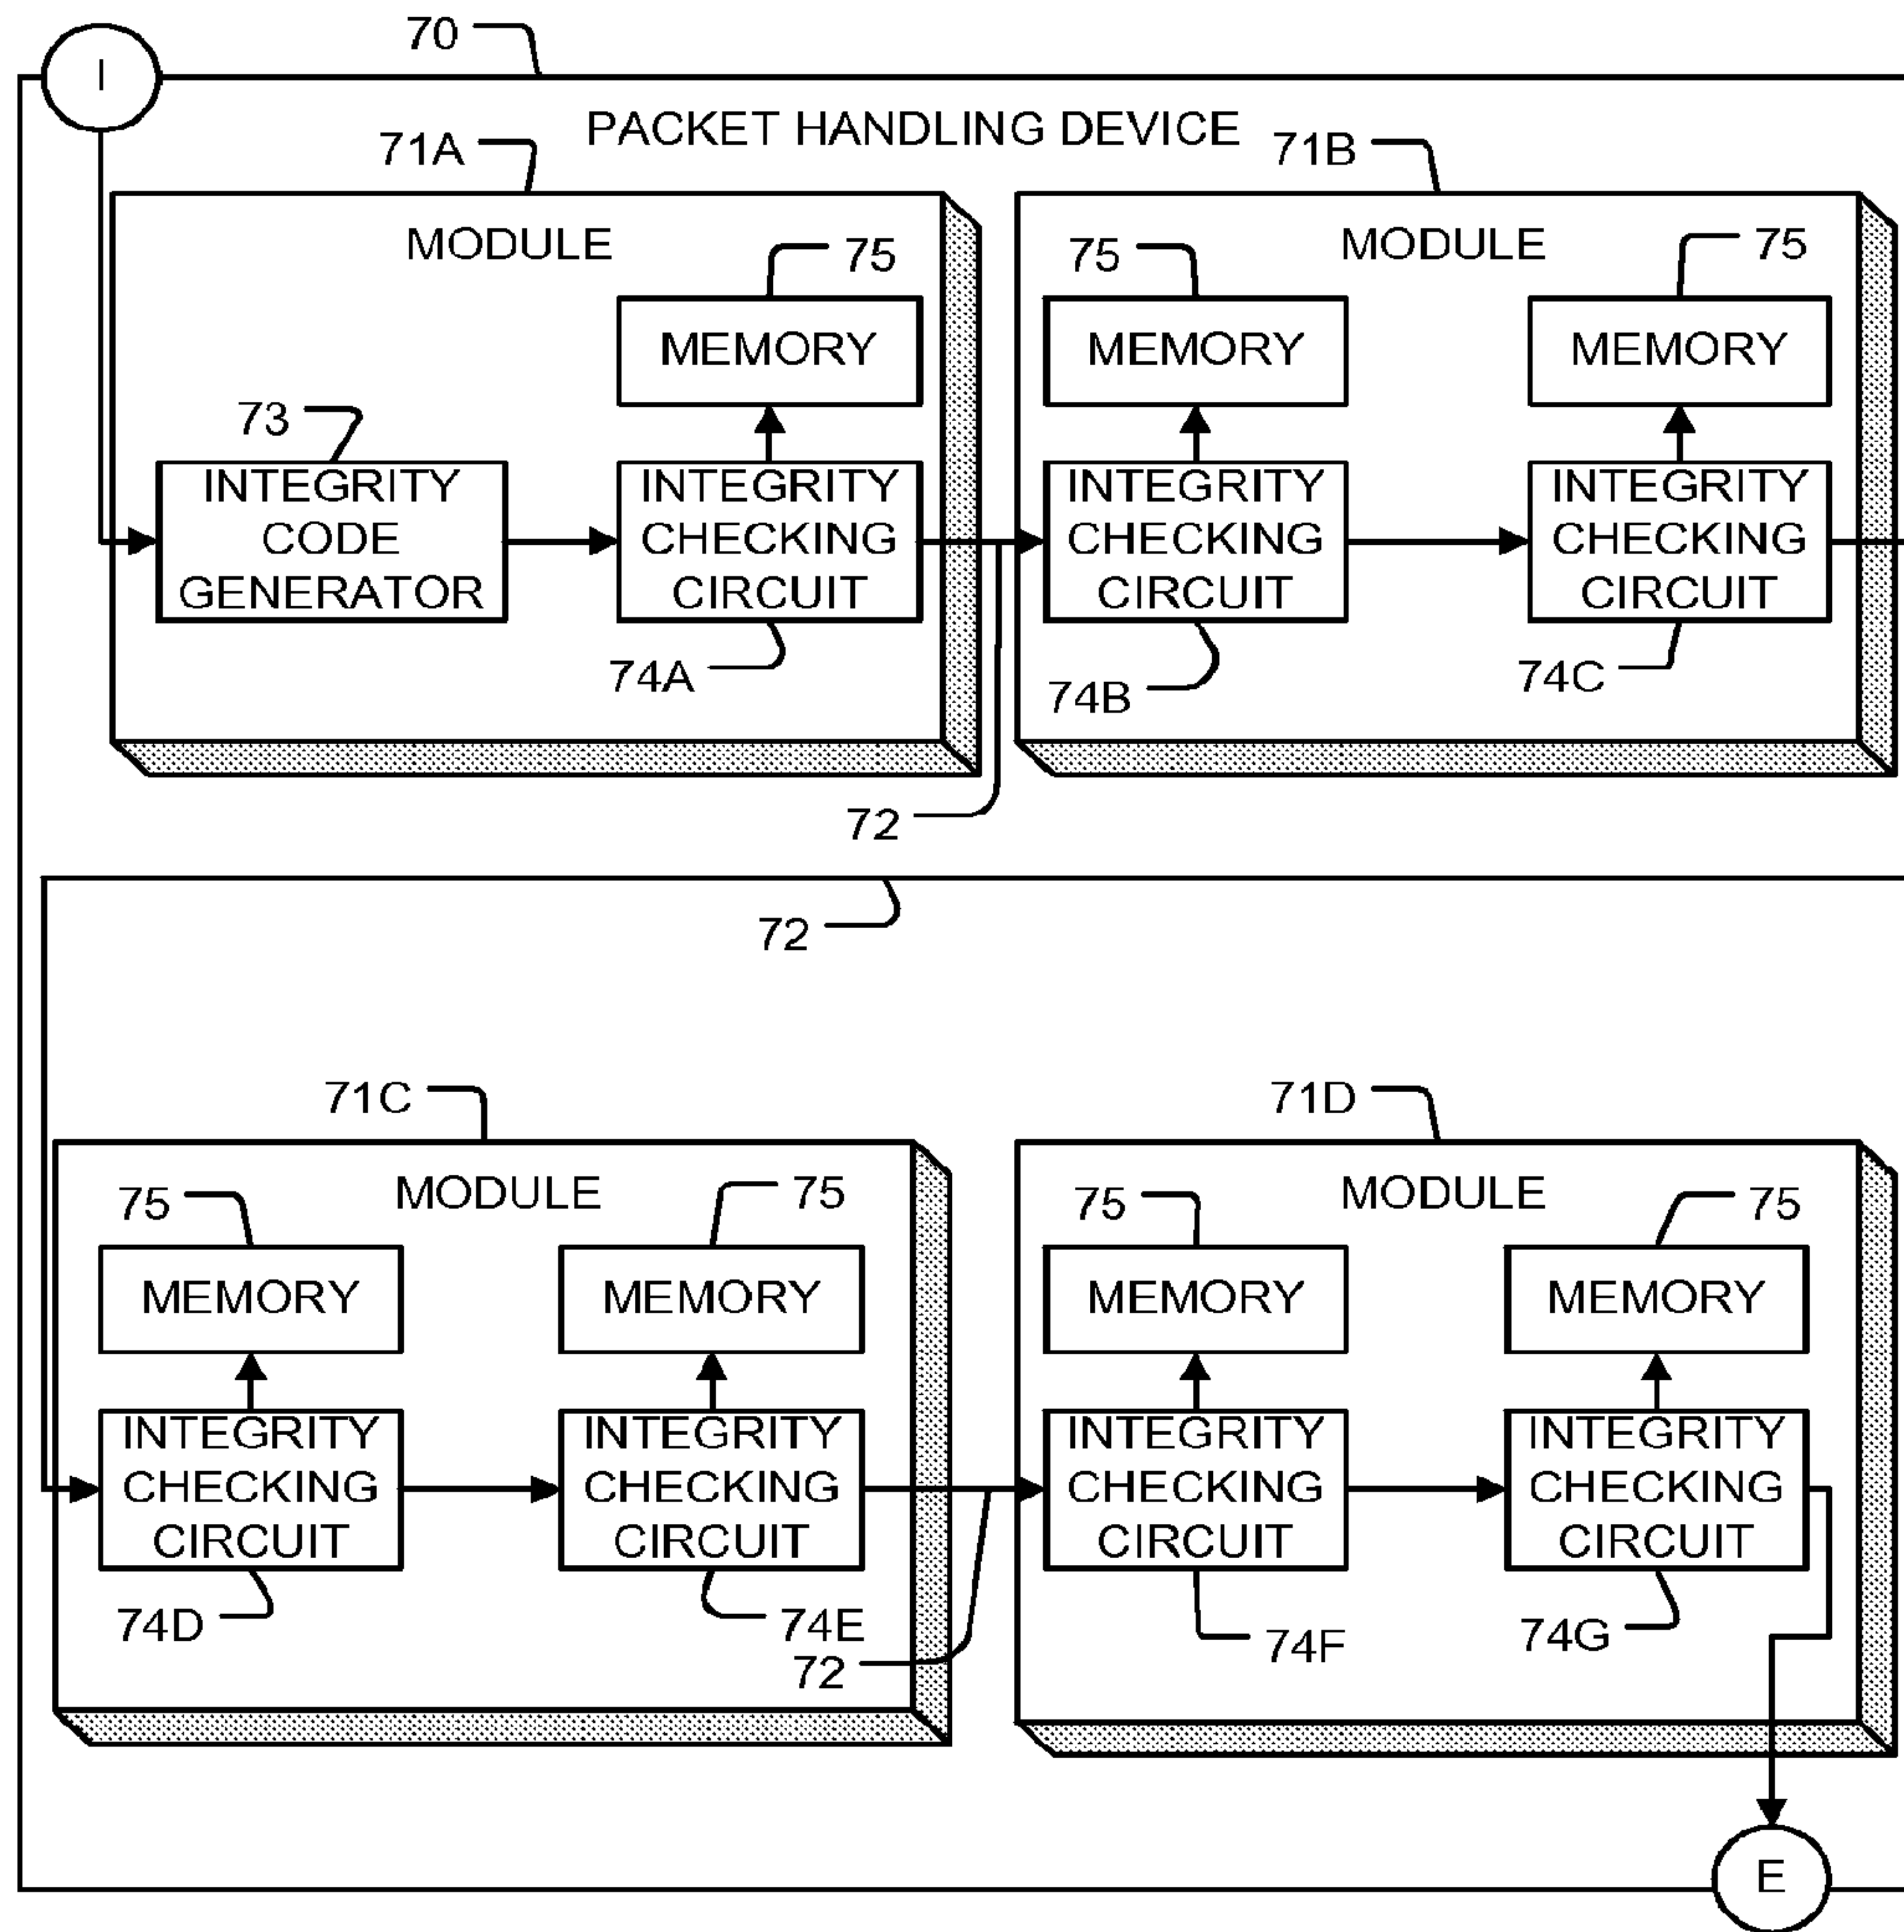 I
70
PACKET HANDLING DEVICE
71A
71B
MODULE
MODULE
75
75
75
MEMORY
MEMORY
MEMORY
73
INTEGRITY
CODE
GENERATOR
INTEGRITY
CHECKING
CIRCUIT
INTEGRITY
CHECKING
CIRCUIT
INTEGRITY
CHECKING
CIRCUIT
74A
74B
74C
72
72
71C
71D
MODULE
MODULE
75
75
75
75
MEMORY
MEMORY
MEMORY
MEMORY
INTEGRITY
CHECKING
CIRCUIT
INTEGRITY
CHECKING
CIRCUIT
INTEGRITY
CHECKING
CIRCUIT
INTEGRITY
CHECKING
CIRCUIT
74D
74E
74F
74G
72
E